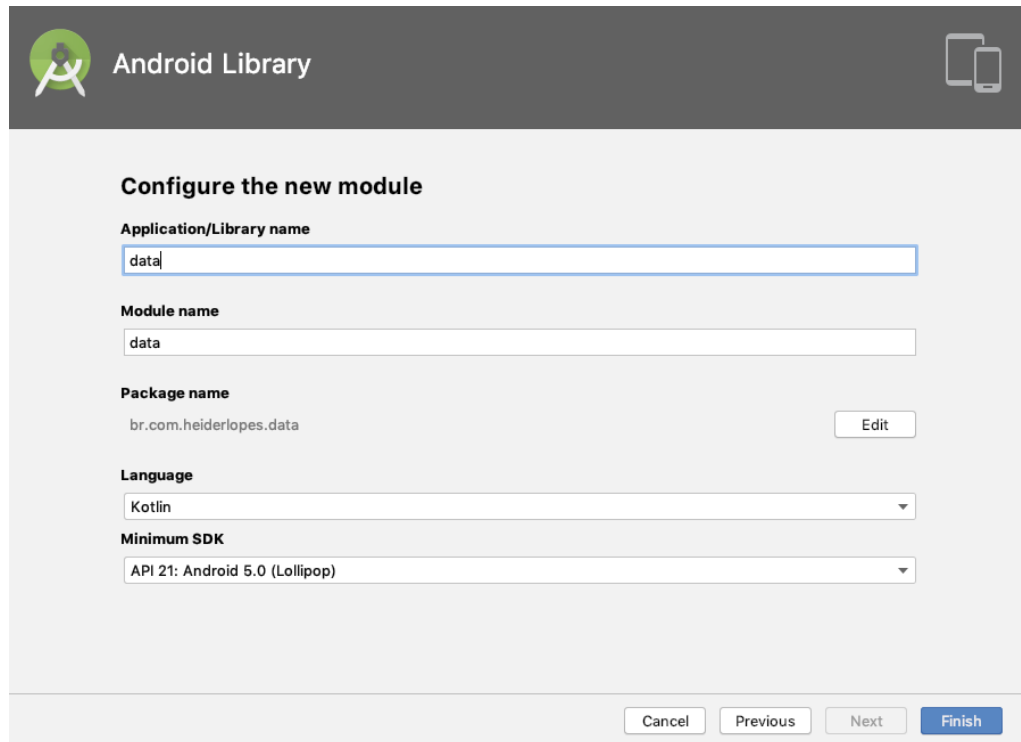 Android Library
Configure the new module
Application/Library name
data
Module name
data
Package name
br.com.heiderlopes.data
Edit
Language
Kotlin
Minimum SDK
API 21: Android 5.0 (Lollipop)
Cancel
Previous
Next
Finish